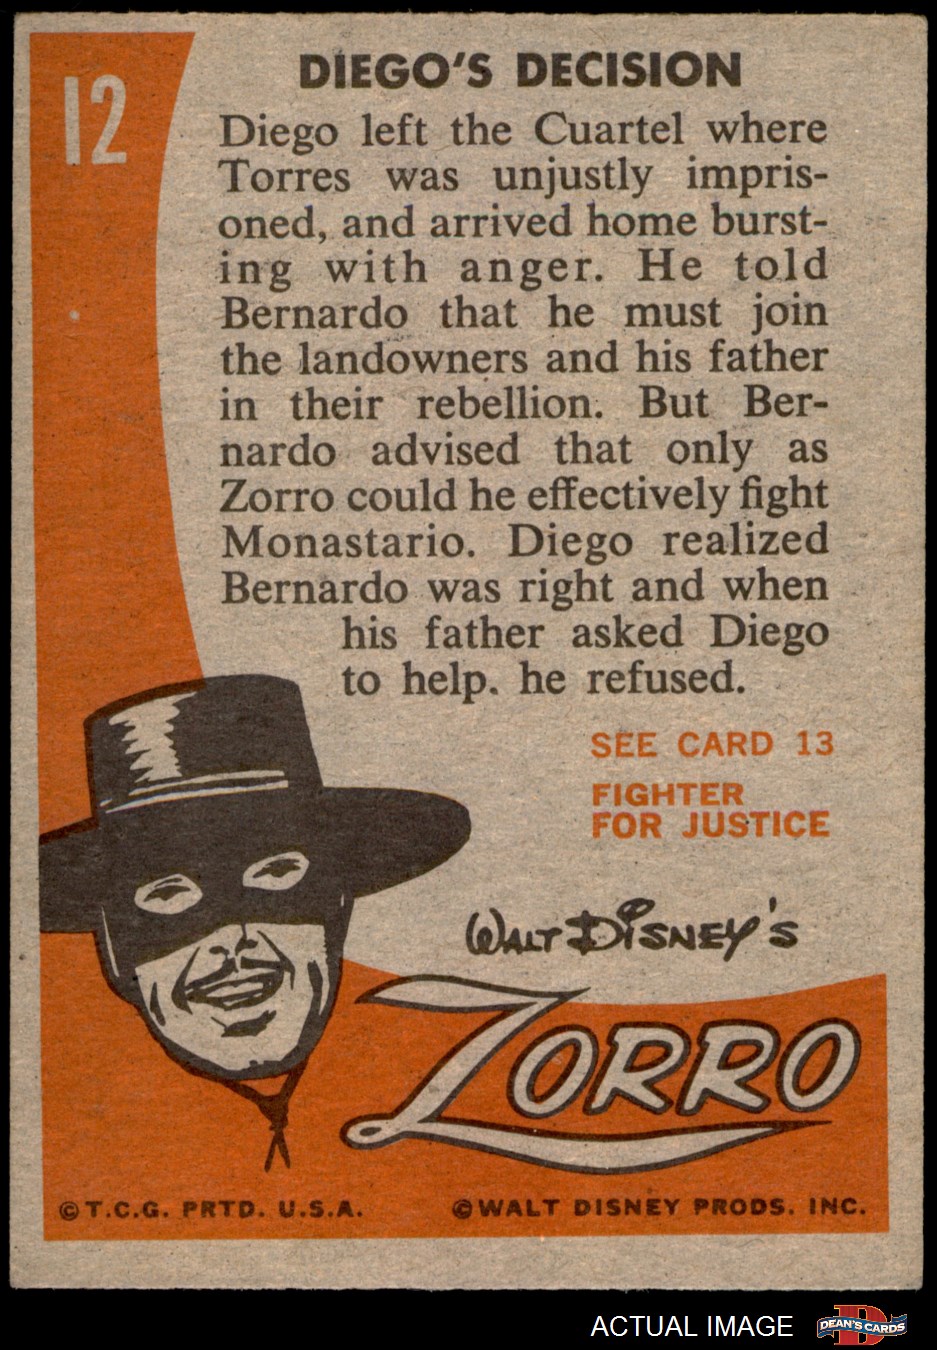 12
DIEGO'S DECISION
Diego left the Cuartel where
Torres was unjustly impris-
oned, and arrived home burst-
ing with anger. He told
Bernardo that he must join
the landowners and his father
in their rebellion. But Ber-
nardo advised that only as
Zorro could he effectively fight
Monastario. Diego realized
Bernardo was right and when
his father asked Diego
to help. he refused.
SEE CARD 13
FIGHTER
FOR JUSTICE
WALT DISNEY'S
ZORRO
©T.C.G. PRTD. U.S.A.
©WALT DISNEY PRODS. INC.
ACTUAL IMAGE
D
DEAN'S CARDS